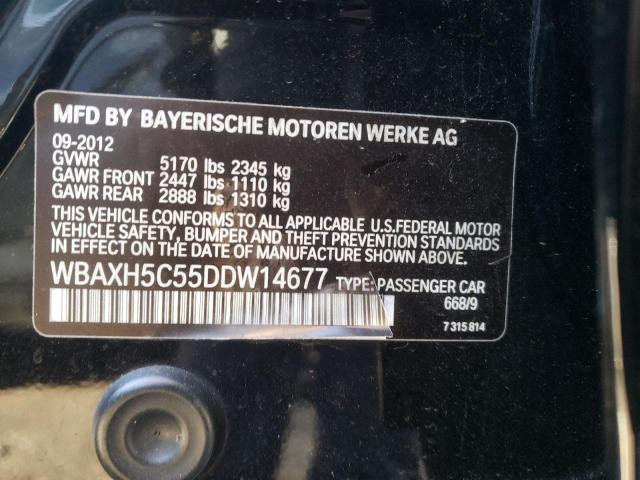 MFD BY BAYERISCHE MOTOREN WERKE AG
09-2012
GVWR 5170 lbs 2345 kg
GAWR FRONT 2447 lbs 1110 kg
GAWR REAR 2888 lbs 1310 kg
THIS VEHICLE CONFORMS TO ALL APPLICABLE U.S.FEDERAL MOTOR
VEHICLE SAFETY, BUMPER AND THEFT PREVENTION STANDARDS
IN EFFECT ON THE DATE OF MANUFACTURE SHOWN ABOVE.
WBAXH5C55DDW14677 TYPE: PASSENGER CAR
668/9
7 315 814